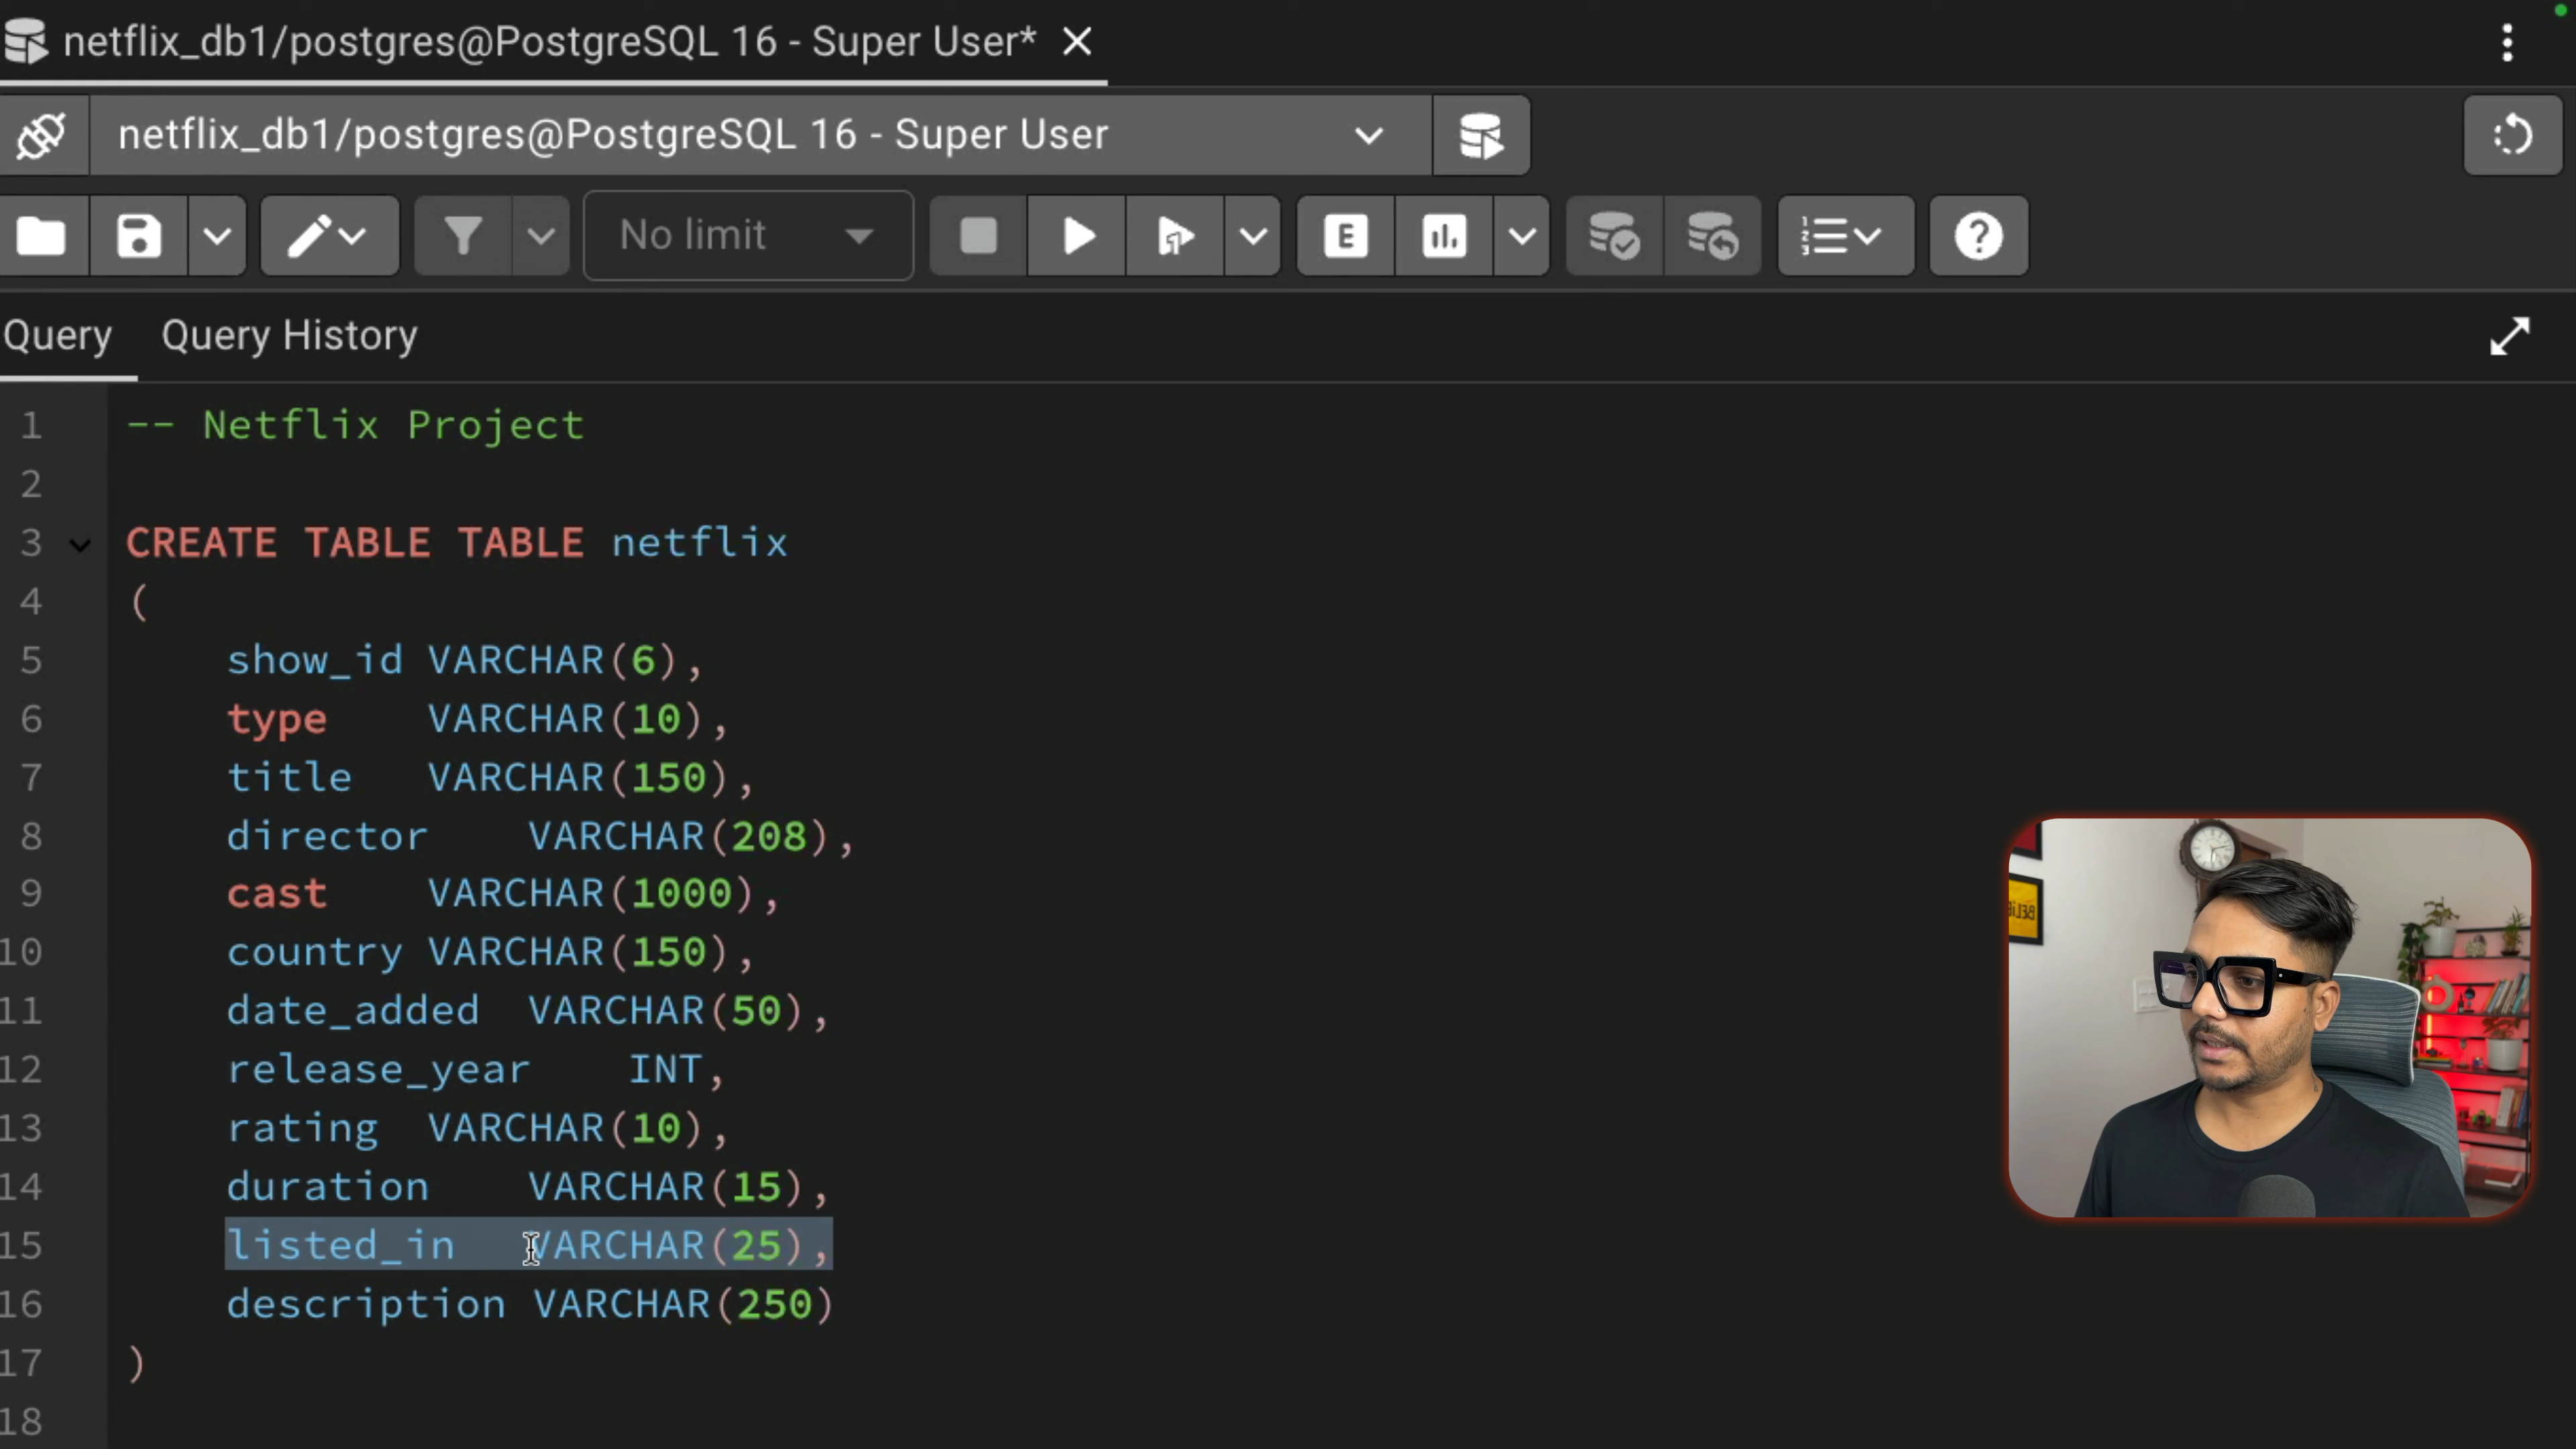 netflix_db1/postgres@PostgreSQL 16 - Super User*
netflix_db1/postgres@PostgreSQL 16 - Super User
No limit
E
Query Query History
1 -- Netflix Project
2
3 CREATE TABLE TABLE netflix
4 (
5 show_id VARCHAR(6),
6 type VARCHAR(10),
7 title VARCHAR(150),
8 director VARCHAR(208),
9 cast VARCHAR(1000),
10 country VARCHAR(150),
11 date_added VARCHAR(50),
12 release_year INT,
13 rating VARCHAR(10),
14 duration VARCHAR(15),
15 listed_in VARCHAR(25),
16 description VARCHAR(250)
17 )
18